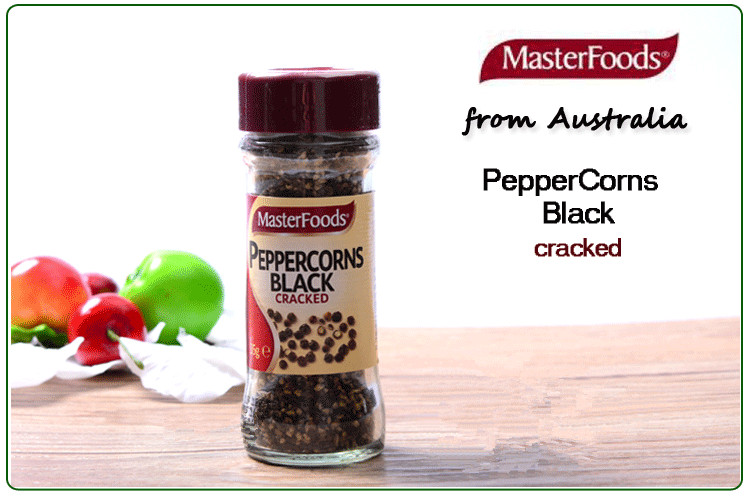 MasterFoods®
from Australia
PepperCorns
Black
cracked
MasterFoods®
PEPPERCORNS
BLACK
CRACKED